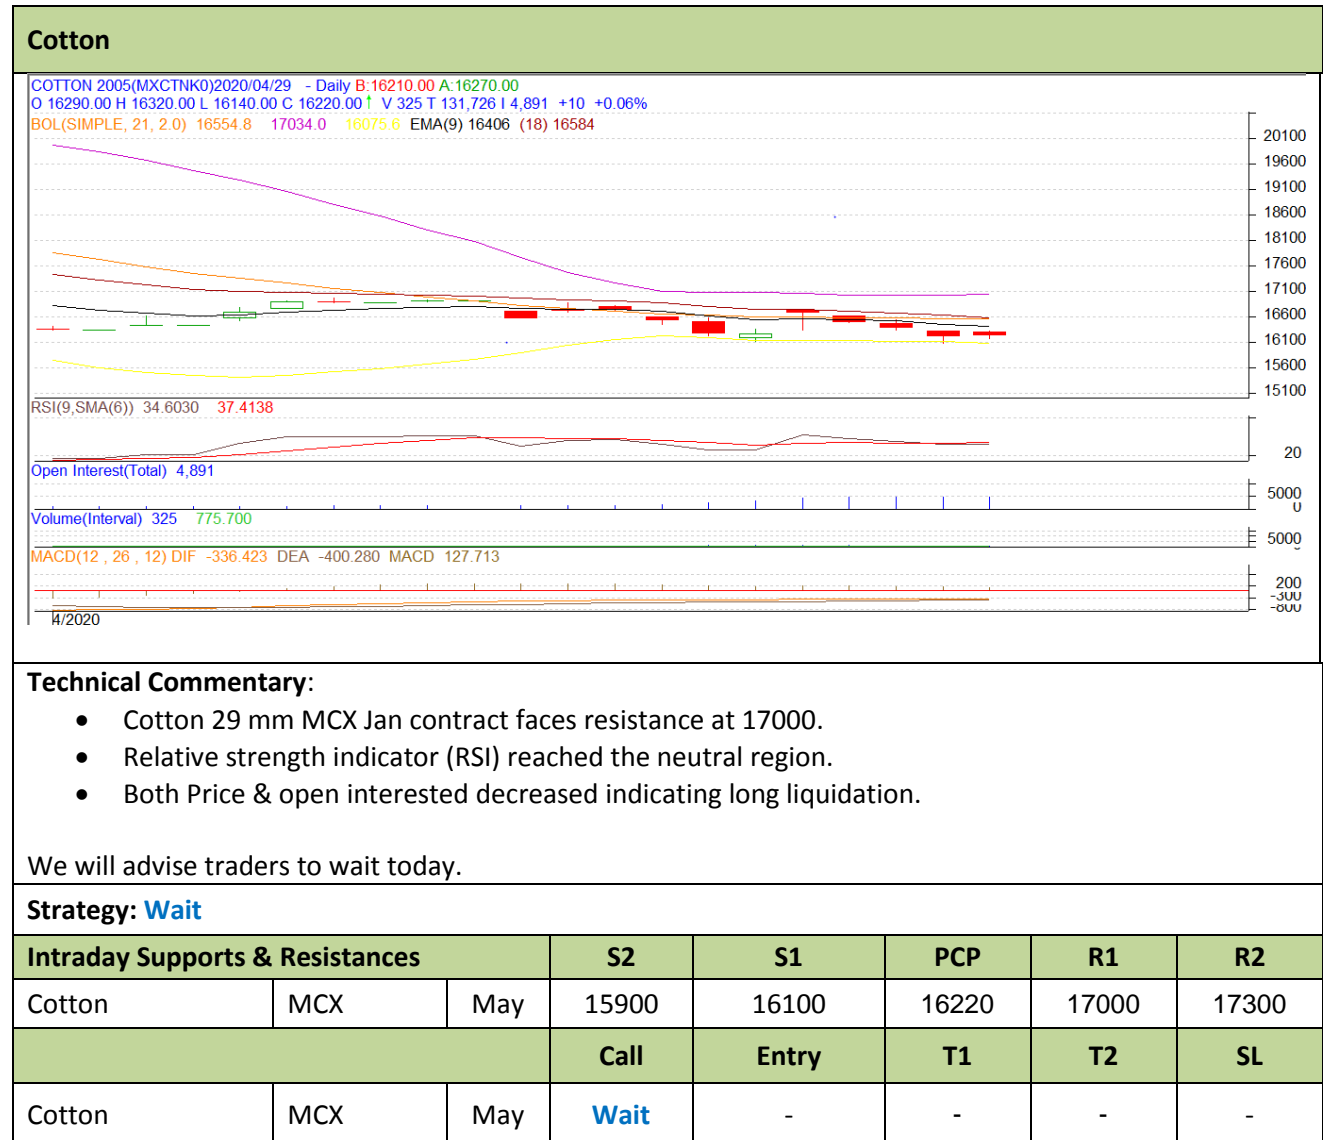 Cotton
COTTON 2005(MXCTNK0)2020/04/29 - Daily B:16210.00 A:16270.00
O 16290.00 H 16320.00 L 16140.00 C 16220.00↑ V 325 T 131,726 I 4,891 +10 +0.06%
BOL(SIMPLE, 21, 2.0) 16554.8 17034.0 16075.6 EMA(9) 16406 (18) 16584
20100
19600
19100
18600
18100
17600
17100
16600
16100
15600
15100
RSI(9,SMA(6)) 34.6030 37.4138
20
Open Interest(Total) 4,891
5000
0
Volume(Interval) 325 775.700
5000
MACD(12 , 26 , 12) DIF -336.423 DEA -400.280 MACD 127.713
200
-300
-800
4/2020
Technical Commentary:
• Cotton 29 mm MCX Jan contract faces resistance at 17000.
• Relative strength indicator (RSI) reached the neutral region.
• Both Price & open interested decreased indicating long liquidation.
We will advise traders to wait today.
Strategy: Wait
Intraday Supports & Resistances S2 S1 PCP R1 R2
Cotton MCX May 15900 16100 16220 17000 17300
Call Entry T1 T2 SL
Cotton MCX May Wait - - - -